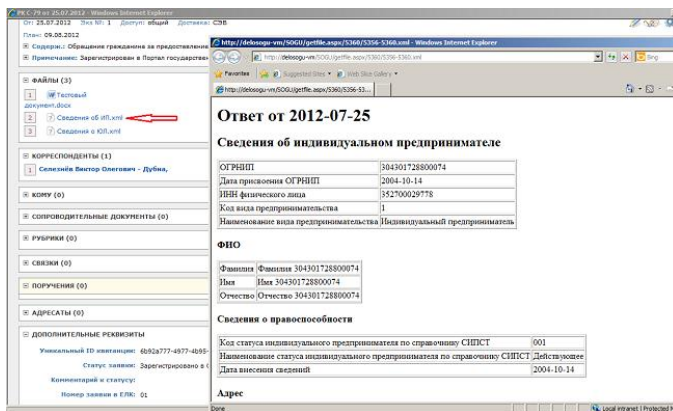 РК С-79 от 25.07.2012 - Windows Internet Explorer
От: 25.07.2012 Экз №: 1 Доступ: общий Доставка: СЭВ
План: 09.08.2012
Содерж.: Обращение гражданина за предоставление
Примечание: Зарегистрирован в Портал государстве
ФАЙЛЫ (3)
1 Тестовый
документ.docx
2 Сведения об ИП.xml
3 Сведения о ЮЛ.xml
КОРРЕСПОНДЕНТЫ (1)
1 Селезнёв Виктор Олегович - Дубна,
КОМУ (0)
СОПРОВОДИТЕЛЬНЫЕ ДОКУМЕНТЫ (0)
РУБРИКИ (0)
СВЯЗКИ (0)
ПОРУЧЕНИЯ (0)
АДРЕСАТЫ (0)
ДОПОЛНИТЕЛЬНЫЕ РЕКВИЗИТЫ
Уникальный ID квитанции: 6b92a777-4977-4b95-
Статус заявки: Зарегистрировано в
Комментарий к статусу:
Номер заявки в ЕЛК: 01
http://delosogu-vm/SOGU/getfile.aspx/5360/5356-5360.xml - Windows Internet Explorer
http://delosogu-vm/SOGU/getfile.aspx/5360/5356-5360.xml
Bing
Favorites Suggested Sites Web Slice Gallery
http://delosogu-vm/SOGU/getfile.aspx/5360/5356-53...
Ответ от 2012-07-25
Сведения об индивидуальном предпринимателе
ОГРНИП 304301728800074
Дата присвоения ОГРНИП 2004-10-14
ИНН физического лица 352700029778
Код вида предпринимательства 1
Наименование вида предпринимательства Индивидуальный предприниматель
ФИО
Фамилия Фамилия 304301728800074
Имя Имя 304301728800074
Отчество Отчество 304301728800074
Сведения о правоспособности
Код статуса индивидуального предпринимателя по справочнику СИПСТ 001
Наименование статуса индивидуального предпринимателя по справочнику СИПСТ Действующее
Дата внесения сведений 2004-10-14
Адрес
Done
Local intranet | Protected M